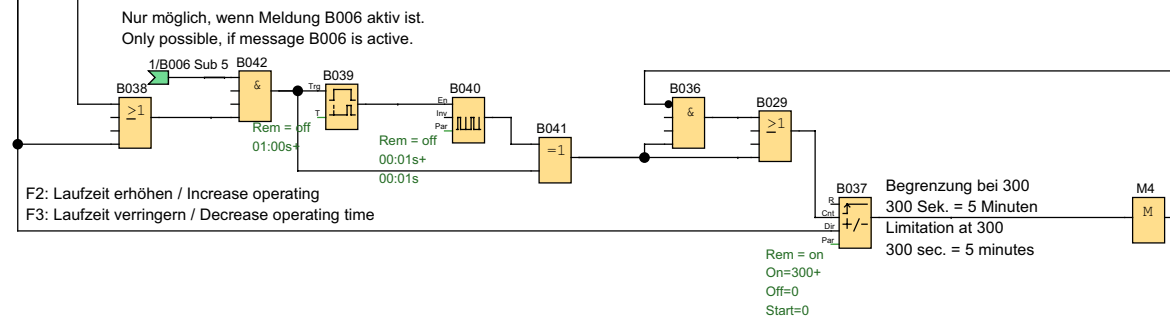 Nur möglich, wenn Meldung B006 aktiv ist.
Only possible, if message B006 is active.
1/B006 Sub 5
B042
&
B038
≥1
B039
Trg
T
Rem = off
01:00s+
B040
En
Inv
Par
Rem = off
00:01s+
00:01s
B041
=1
B036
&
B029
≥1
F2: Laufzeit erhöhen / Increase operating
F3: Laufzeit verringern / Decrease operating time
B037
R
Cnt
Dir
Par
+/-
Rem = on
On=300+
Off=0
Start=0
Begrenzung bei 300
300 Sek. = 5 Minuten
Limitation at 300
300 sec. = 5 minutes
M4
M